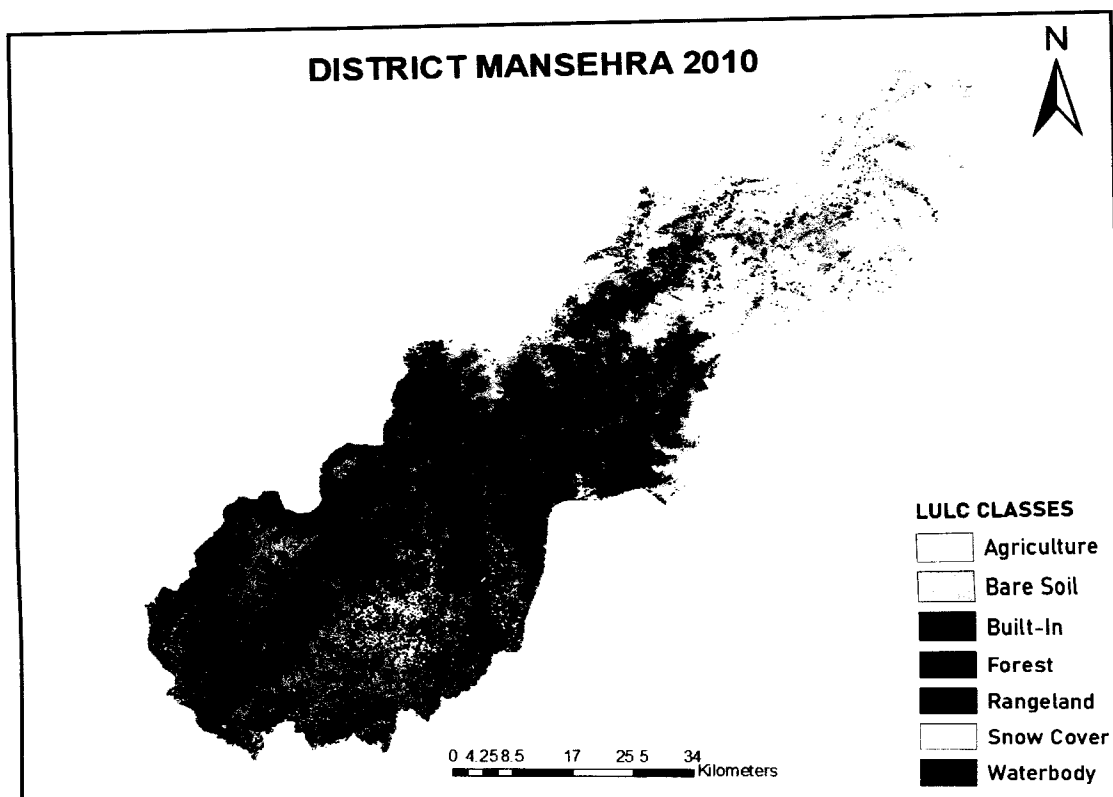 DISTRICT MANSEHRA 2010
N
LULC CLASSES
Agriculture
Bare Soil
Built-In
Forest
Rangeland
Snow Cover
Waterbody
0 4.25 8.5 17 25.5 34
Kilometers